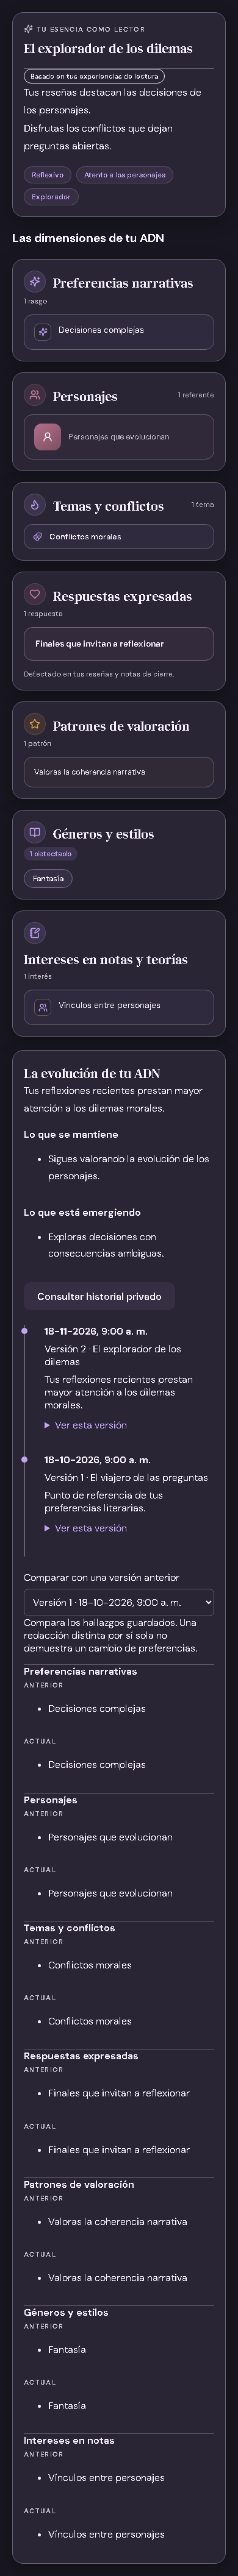 TU ESENCIA COMO LECTOR
El explorador de los dilemas
Basado en tus experiencias de lectura
Tus reseñas destacan las decisiones de
los personajes.
Disfrutas los conflictos que dejan
preguntas abiertas.
Reflexivo
Atento a los personajes
Explorador
Las dimensiones de tu ADN
Preferencias narrativas
1 rasgo
Decisiones complejas
Personajes
1 referente
Personajes que evolucionan
Temas y conflictos
1 tema
Conflictos morales
Respuestas expresadas
1 respuesta
Finales que invitan a reflexionar
Detectado en tus reseñas y notas de cierre.
Patrones de valoración
1 patrón
Valoras la coherencia narrativa
Géneros y estilos
1 detectado
Fantasía
Intereses en notas y teorías
1 interés
Vínculos entre personajes
La evolución de tu ADN
Tus reflexiones recientes prestan mayor
atención a los dilemas morales.
Lo que se mantiene
Sigues valorando la evolución de los
personajes.
Lo que está emergiendo
Exploras decisiones con
consecuencias ambiguas.
Consultar historial privado
18-11-2026, 9:00 a. m.
Versión 2 · El explorador de los
dilemas
Tus reflexiones recientes prestan
mayor atención a los dilemas
morales.
Ver esta versión
18-10-2026, 9:00 a. m.
Versión 1 · El viajero de las preguntas
Punto de referencia de tus
preferencias literarias.
Ver esta versión
Comparar con una versión anterior
Versión 1 · 18-10-2026, 9:00 a. m.
Compara los hallazgos guardados. Una
redacción distinta por sí sola no
demuestra un cambio de preferencias.
Preferencias narrativas
ANTERIOR
Decisiones complejas
ACTUAL
Decisiones complejas
Personajes
ANTERIOR
Personajes que evolucionan
ACTUAL
Personajes que evolucionan
Temas y conflictos
ANTERIOR
Conflictos morales
ACTUAL
Conflictos morales
Respuestas expresadas
ANTERIOR
Finales que invitan a reflexionar
ACTUAL
Finales que invitan a reflexionar
Patrones de valoración
ANTERIOR
Valoras la coherencia narrativa
ACTUAL
Valoras la coherencia narrativa
Géneros y estilos
ANTERIOR
Fantasía
ACTUAL
Fantasía
Intereses en notas
ANTERIOR
Vínculos entre personajes
ACTUAL
Vínculos entre personajes